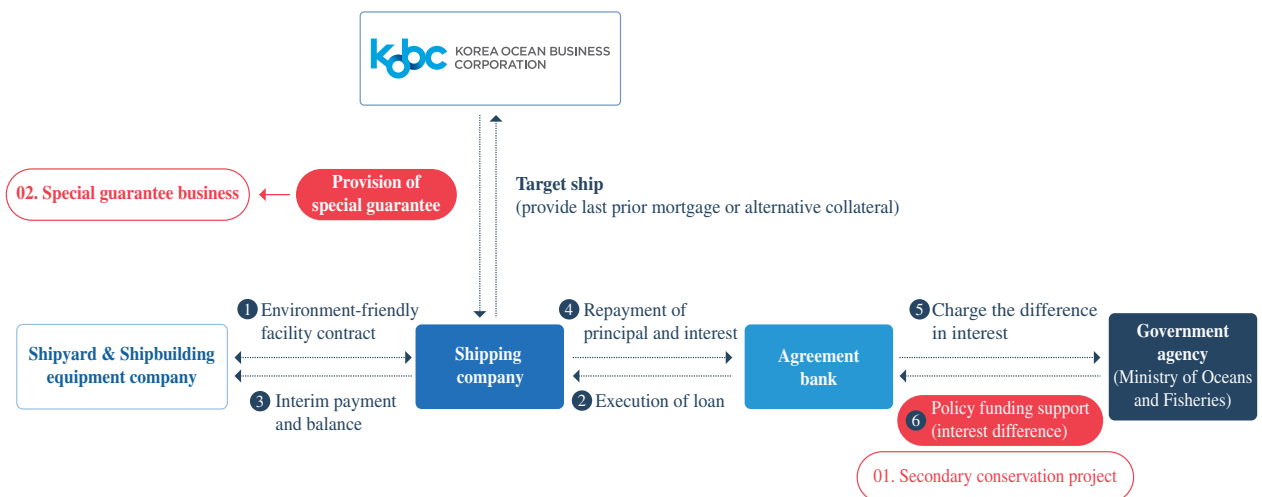 kobc KOREA OCEAN BUSINESS
CORPORATION
02. Special guarantee business
Provision of
special guarantee
Target ship
(provide last prior mortgage or alternative collateral)
1 Environment-friendly
facility contract
4 Repayment of
principal and interest
5 Charge the difference
in interest
Shipyard & Shipbuilding
equipment company
Shipping
company
Agreement
bank
Government
agency
(Ministry of Oceans
and Fisheries)
3 Interim payment
and balance
2 Execution of loan
6 Policy funding support
(interest difference)
01. Secondary conservation project